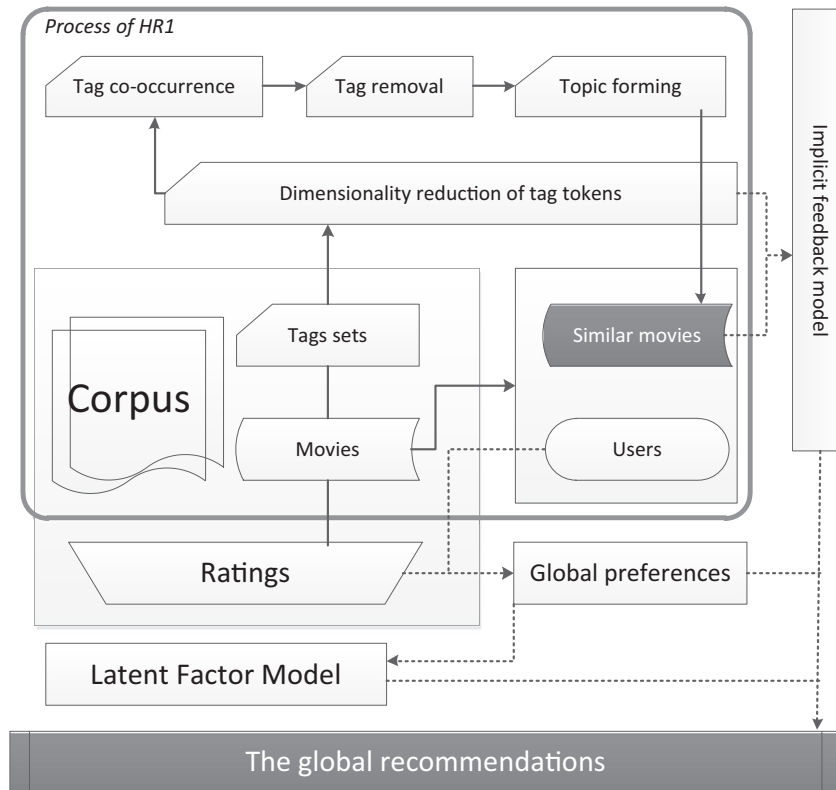 Process of HR1
Tag co-occurrence
Tag removal
Topic forming
Dimensionality reduction of tag tokens
Implicit feedback model
Tags sets
Similar movies
Corpus
Movies
Users
Ratings
Global preferences
Latent Factor Model
The global recommendations